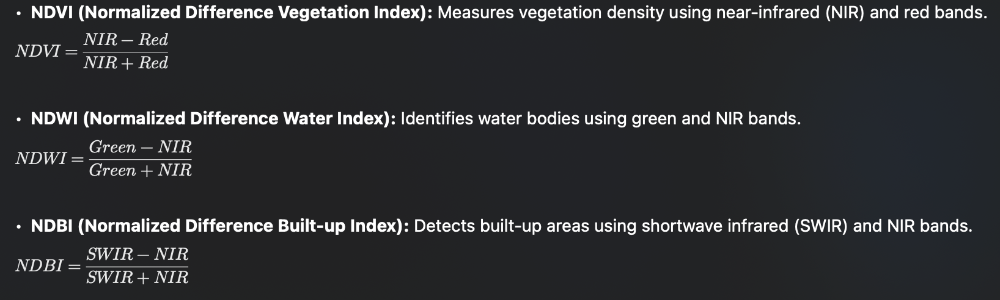 • NDVI (Normalized Difference Vegetation Index): Measures vegetation density using near-infrared (NIR) and red bands.
NDVI = \frac{NIR - Red}{NIR + Red}
• NDWI (Normalized Difference Water Index): Identifies water bodies using green and NIR bands.
NDWI = \frac{Green - NIR}{Green + NIR}
• NDBI (Normalized Difference Built-up Index): Detects built-up areas using shortwave infrared (SWIR) and NIR bands.
NDBI = \frac{SWIR - NIR}{SWIR + NIR}